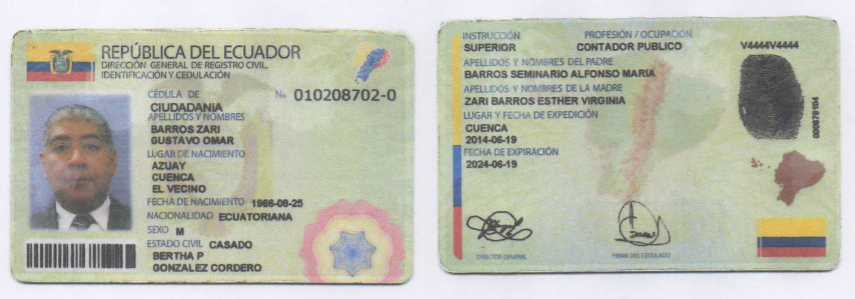 REPÚBLICA DEL ECUADOR
DIRECCIÓN GENERAL DE REGISTRO CIVIL,
IDENTIFICACIÓN Y CEDULACIÓN
CÉDULA DE
CIUDADANÍA
No. 010208702-0
APELLIDOS Y NOMBRES
BARROS ZARI
GUSTAVO OMAR
LUGAR DE NACIMIENTO
AZUAY
CUENCA
EL VECINO
FECHA DE NACIMIENTO 1966-08-25
NACIONALIDAD ECUATORIANA
SEXO M
ESTADO CIVIL CASADO
BERTHA P
GONZALEZ CORDERO
INSTRUCCIÓN
SUPERIOR
PROFESIÓN / OCUPACIÓN
CONTADOR PUBLICO
V4444V4444
APELLIDOS Y NOMBRES DEL PADRE
BARROS SEMINARIO ALFONSO MARIA
APELLIDOS Y NOMBRES DE LA MADRE
ZARI BARROS ESTHER VIRGINIA
LUGAR Y FECHA DE EXPEDICIÓN
CUENCA
2014-06-19
FECHA DE EXPIRACIÓN
2024-06-19
DIRECTOR GENERAL
FIRMA DEL CEDULADO